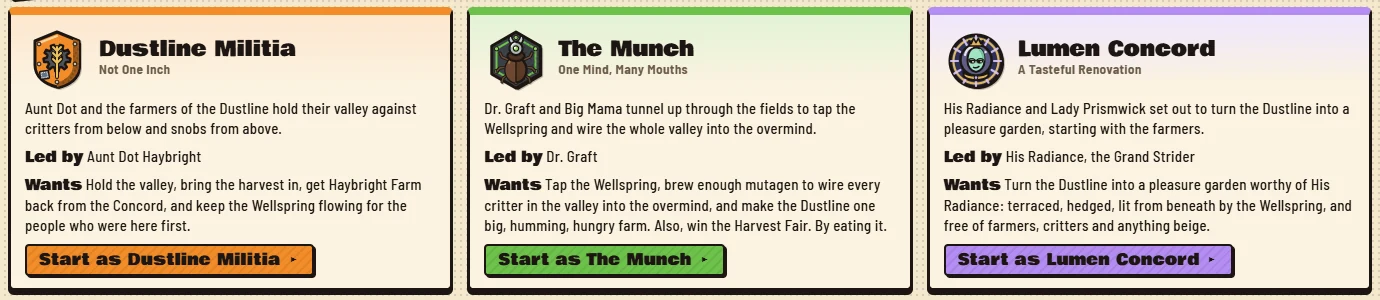 Dustline Militia
Not One Inch
Aunt Dot and the farmers of the Dustline hold their valley against
critters from below and snobs from above.
Led by Aunt Dot Haybright
Wants Hold the valley, bring the harvest in, get Haybright Farm
back from the Concord, and keep the Wellspring flowing for the
people who were here first.
Start as Dustline Militia ‣
The Munch
One Mind, Many Mouths
Dr. Graft and Big Mama tunnel up through the fields to tap the
Wellspring and wire the whole valley into the overmind.
Led by Dr. Graft
Wants Tap the Wellspring, brew enough mutagen to wire every
critter in the valley into the overmind, and make the Dustline one
big, humming, hungry farm. Also, win the Harvest Fair. By eating it.
Start as The Munch ‣
Lumen Concord
A Tasteful Renovation
His Radiance and Lady Prismwick set out to turn the Dustline into a
pleasure garden, starting with the farmers.
Led by His Radiance, the Grand Strider
Wants Turn the Dustline into a pleasure garden worthy of His
Radiance: terraced, hedged, lit from beneath by the Wellspring, and
free of farmers, critters and anything beige.
Start as Lumen Concord ‣